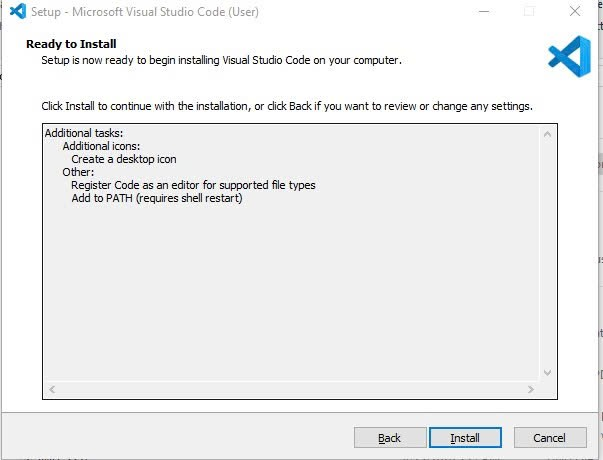 Setup - Microsoft Visual Studio Code (User)
Ready to Install
Setup is now ready to begin installing Visual Studio Code on your computer.
Click Install to continue with the installation, or click Back if you want to review or change any settings.
Additional tasks:
Additional icons:
Create a desktop icon
Other:
Register Code as an editor for supported file types
Add to PATH (requires shell restart)
Back
Install
Cancel